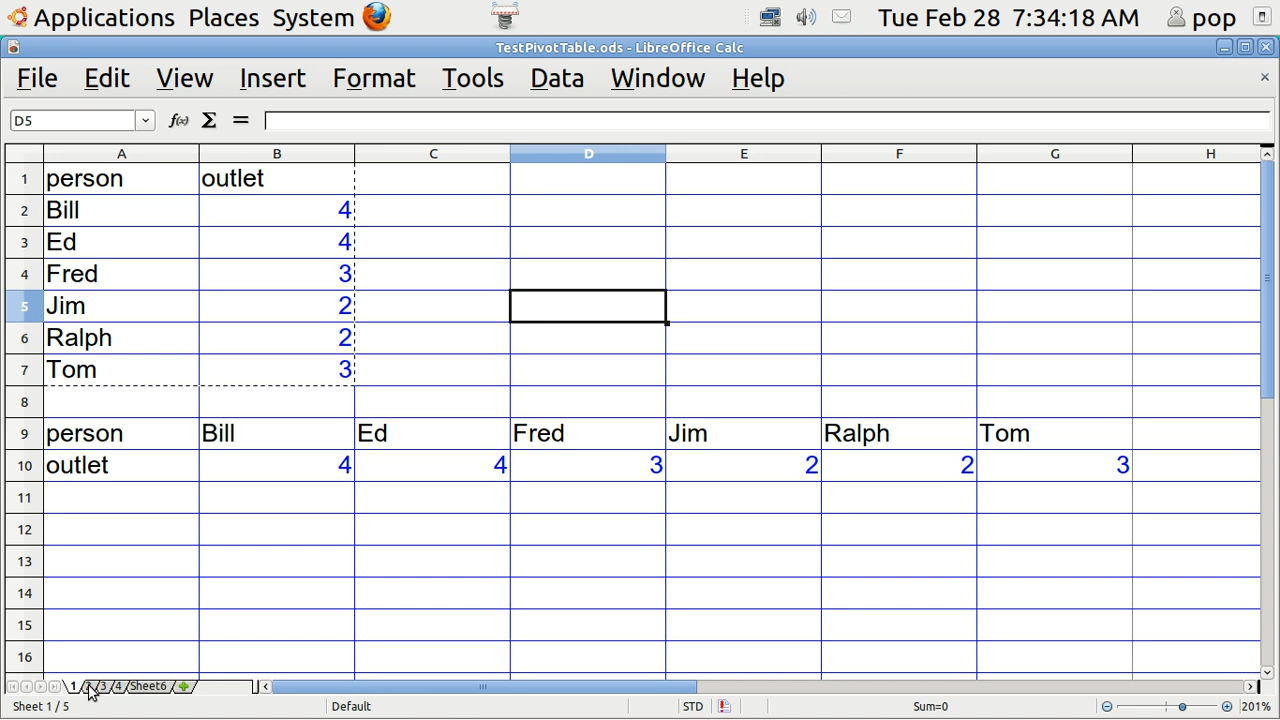 Applications Places System Tue Feb 28 7:34:18 AM pop
TestPivotTable.ods - LibreOffice Calc
File Edit View Insert Format Tools Data Window Help ×
D5 f(x) Σ =
A B C D E F G H
1 person outlet
2 Bill 4
3 Ed 4
4 Fred 3
5 Jim 2
6 Ralph 2
7 Tom 3
8
9 person Bill Ed Fred Jim Ralph Tom
10 outlet 4 4 3 2 2 3
11
12
13
14
15
16
1 2 3 4 Sheet6
Sheet 1 / 5 Default STD Sum=0 201%